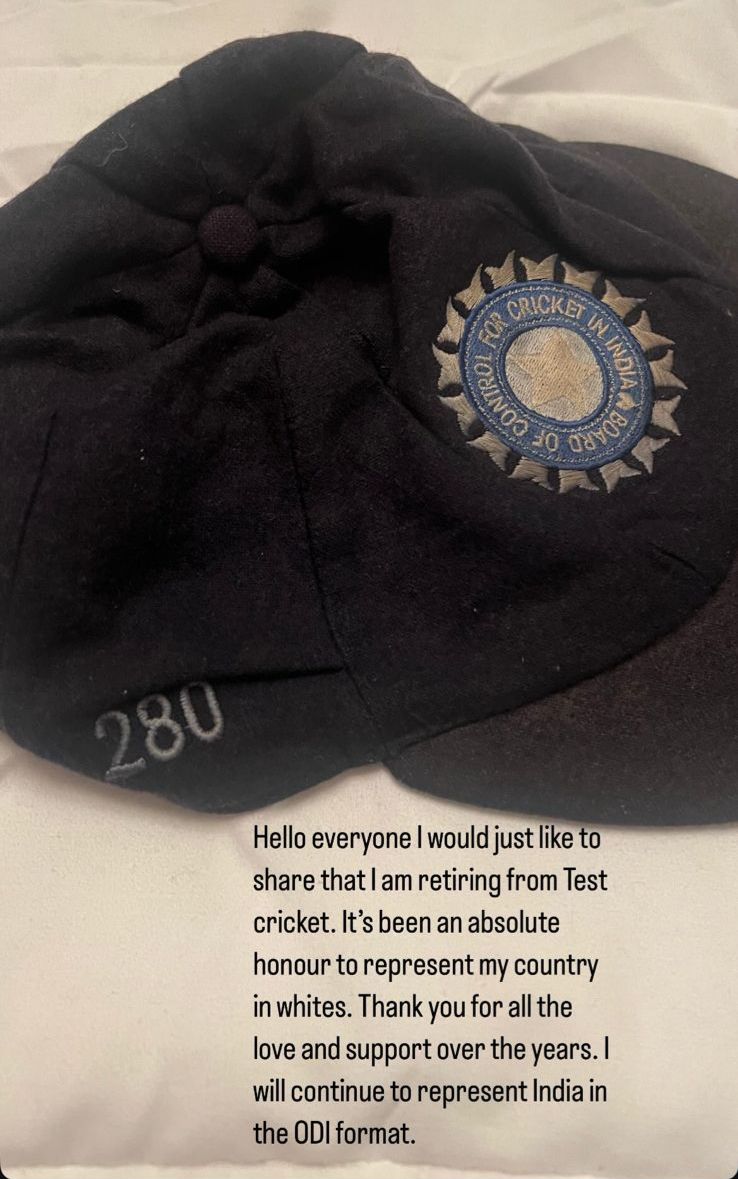 BOARD OF CONTROL FOR CRICKET IN INDIA
280
Hello everyone I would just like to
share that I am retiring from Test
cricket. It's been an absolute
honour to represent my country
in whites. Thank you for all the
love and support over the years. I
will continue to represent India in
the ODI format.